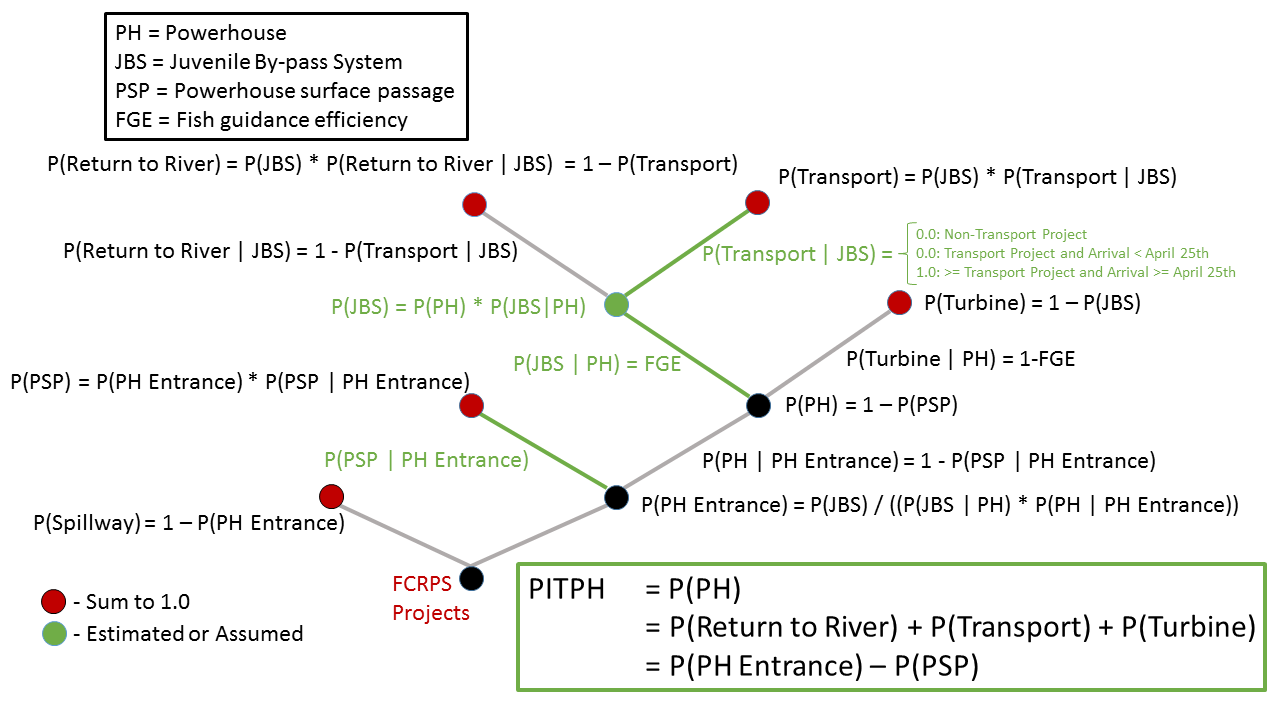 PH = Powerhouse
JBS = Juvenile By-pass System
PSP = Powerhouse surface passage
FGE = Fish guidance efficiency
P(Return to River) = P(JBS) * P(Return to River | JBS) = 1 – P(Transport)
P(Transport) = P(JBS) * P(Transport | JBS)
P(Return to River | JBS) = 1 - P(Transport | JBS)
P(Transport | JBS) =
0.0: Non-Transport Project
0.0: Transport Project and Arrival < April 25th
1.0: >= Transport Project and Arrival >= April 25th
P(JBS) = P(PH) * P(JBS|PH)
P(Turbine) = 1 – P(JBS)
P(JBS | PH) = FGE
P(Turbine | PH) = 1-FGE
P(PSP) = P(PH Entrance) * P(PSP | PH Entrance)
P(PH) = 1 – P(PSP)
P(PSP | PH Entrance)
P(PH | PH Entrance) = 1 - P(PSP | PH Entrance)
P(PH Entrance) = P(JBS) / ((P(JBS | PH) * P(PH | PH Entrance))
P(Spillway) = 1 – P(PH Entrance)
FCRPS
Projects
- Sum to 1.0
- Estimated or Assumed
PITPH = P(PH)
= P(Return to River) + P(Transport) + P(Turbine)
= P(PH Entrance) – P(PSP)